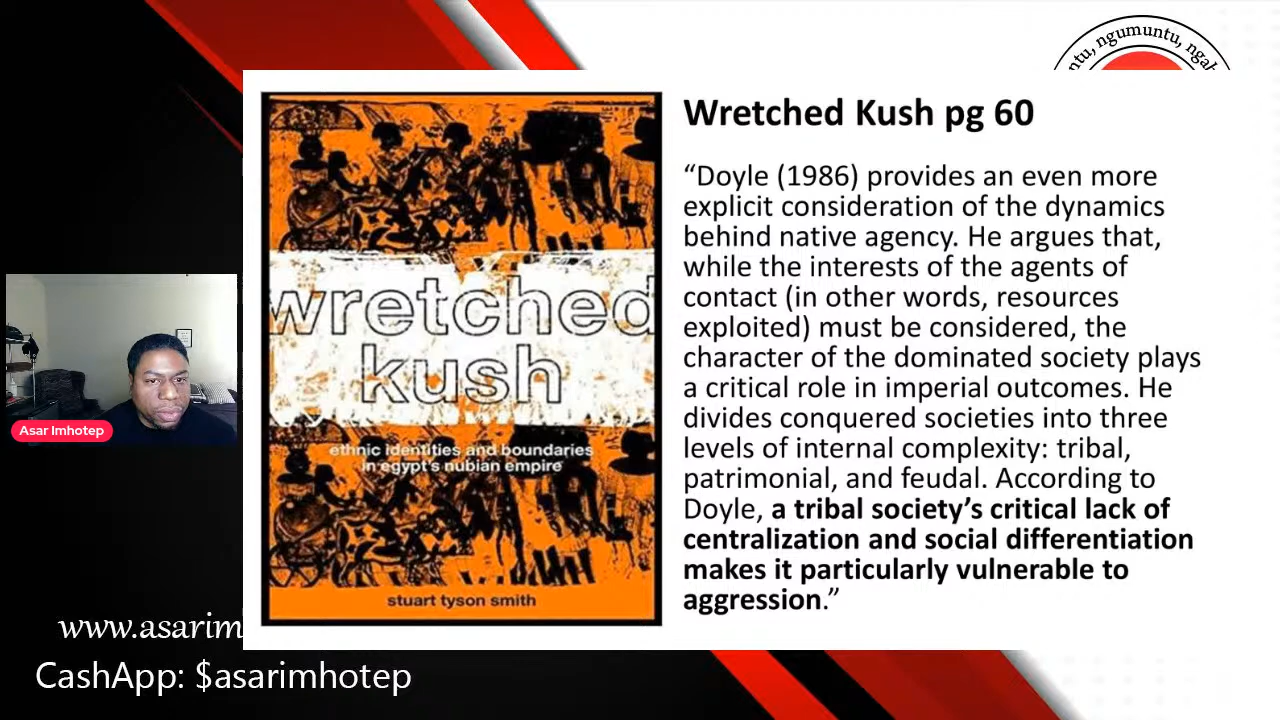 ntu, ngumuntu, ngab
Wretched Kush pg 60
“Doyle (1986) provides an even more
explicit consideration of the dynamics
behind native agency. He argues that,
while the interests of the agents of
contact (in other words, resources
exploited) must be considered, the
character of the dominated society plays
a critical role in imperial outcomes. He
divides conquered societies into three
levels of internal complexity: tribal,
patrimonial, and feudal. According to
Doyle, a tribal society’s critical lack of
centralization and social differentiation
makes it particularly vulnerable to
aggression.”
wretched
kush
ethnic identities and boundaries
in egypt's nubian empire
stuart tyson smith
Asar Imhotep
www.asarim
CashApp: $asarimhotep